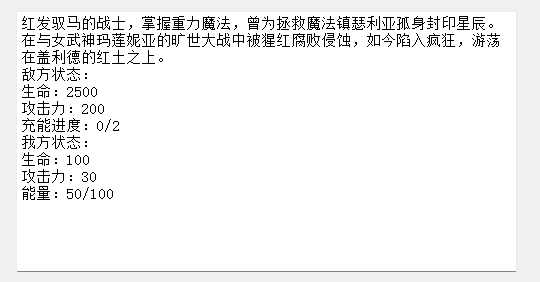 红发驭马的战士，掌握重力魔法，曾为拯救魔法镇瑟利亚孤身封印星辰。
在与女武神玛莲妮亚的旷世大战中被猩红腐败侵蚀，如今陷入疯狂，游荡
在盖利德的红土之上。
敌方状态：
生命：2500
攻击力：200
充能进度：0/2
我方状态：
生命：100
攻击力：30
能量：50/100